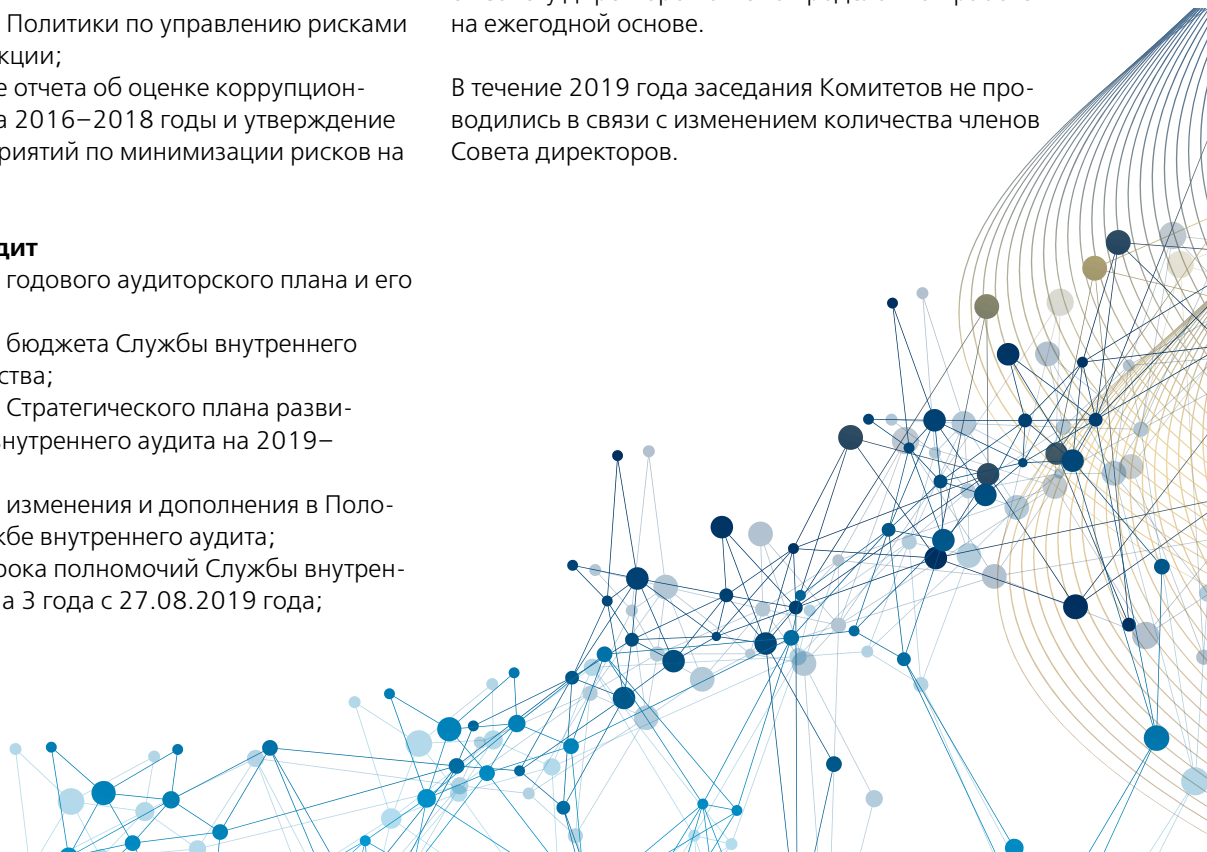 Политики по управлению рисками
кции;
е отчета об оценке коррупцион-
а 2016–2018 годы и утверждение
риятий по минимизации рисков на
дит
годового аудиторского плана и его
бюджета Службы внутреннего
ства;
Стратегического плана разви-
внутреннего аудита на 2019–
изменения и дополнения в Поло-
жбе внутреннего аудита;
рока полномочий Службы внутрен-
а 3 года с 27.08.2019 года;
на ежегодной основе.
В течение 2019 года заседания Комитетов не про-
водились в связи с изменением количества членов
Совета директоров.